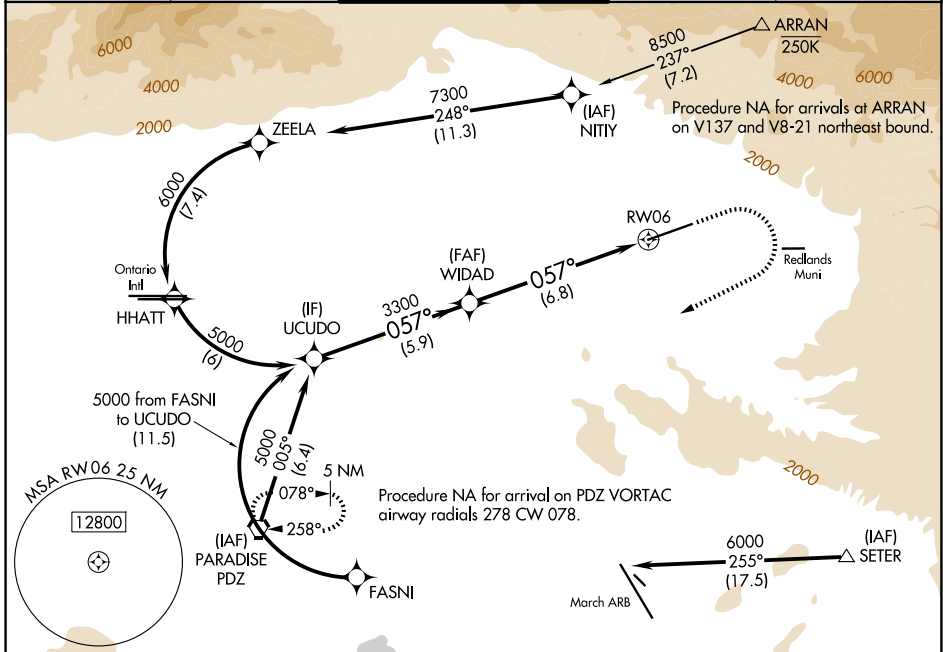 6000
4000
2000
8500
237°
(7.2)
ARRAN
250K
4000
6000
Procedure NA for arrivals at ARRAN
on V137 and V8-21 northeast bound.
7300
248°
(11.3)
(IAF)
NITIY
ZEELA
2000
6000
(7.4)
RW06
Redlands
Muni
(FAF)
WIDAD
057°
(6.8)
Ontario
Intl
HHATT
(IF)
UCUDO
3300
057°
(5.9)
5000
(6)
5000 from FASNI
to UCUDO
(11.5)
5000
005°
(6.4)
5 NM
078°
258°
Procedure NA for arrival on PDZ VORTAC
airway radials 278 CW 078.
2000
MSA RW06 25 NM
12800
(IAF)
PARADISE
PDZ
FASNI
6000
255°
(17.5)
(IAF)
SETER
March ARB